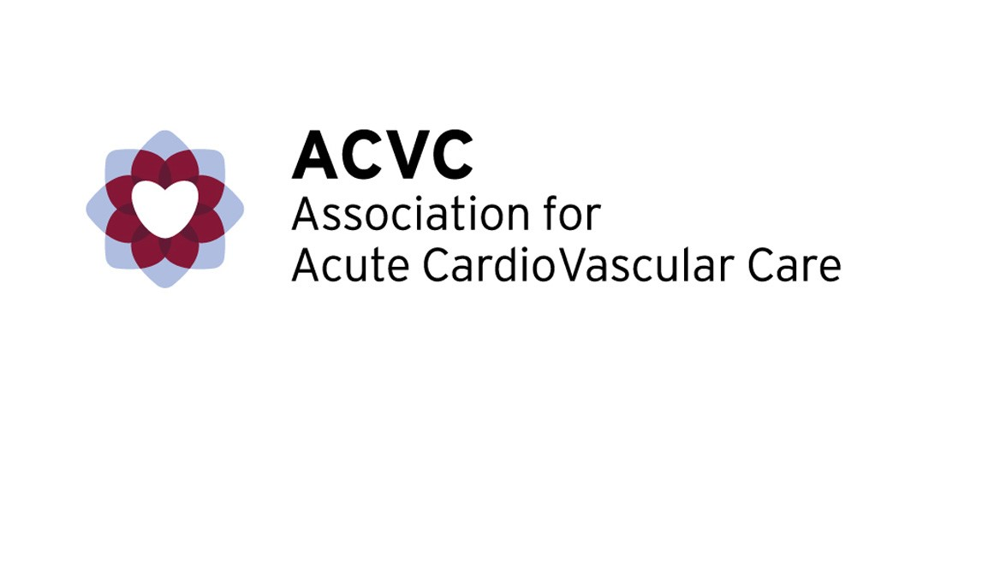 ACVC
Association for
Acute CardioVascular Care